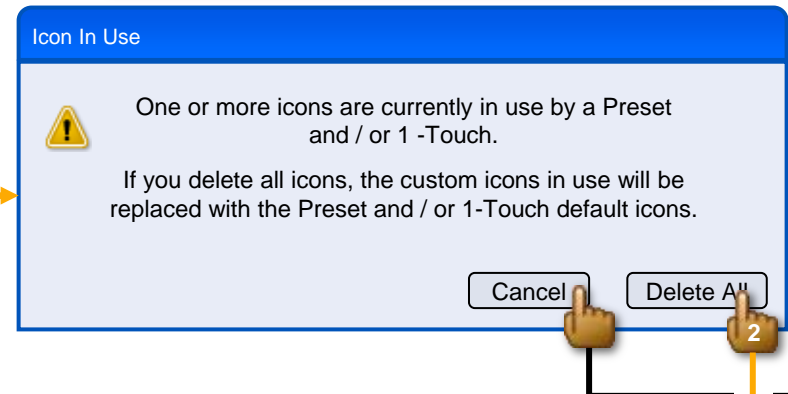 Icon In Use
One or more icons are currently in use by a Preset
and / or 1 -Touch.
If you delete all icons, the custom icons in use will be
replaced with the Preset and / or 1-Touch default icons.
Cancel
Delete All
2